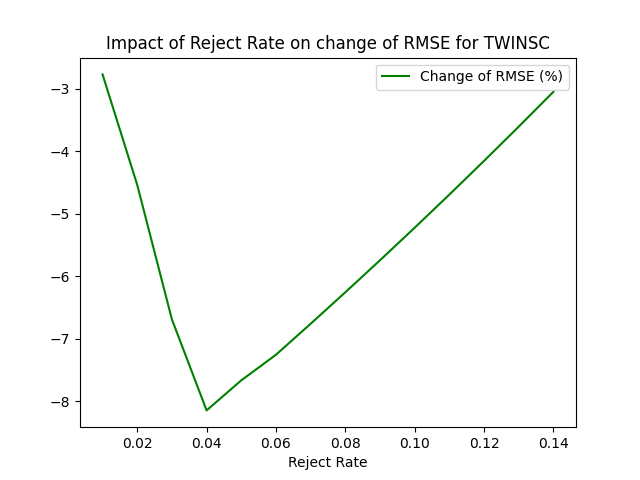 Impact of Reject Rate on change of RMSE for TWINSC
Change of RMSE (%)
−3
−4
−5
−6
−7
−8
0.02 0.04 0.06 0.08 0.10 0.12 0.14
Reject Rate